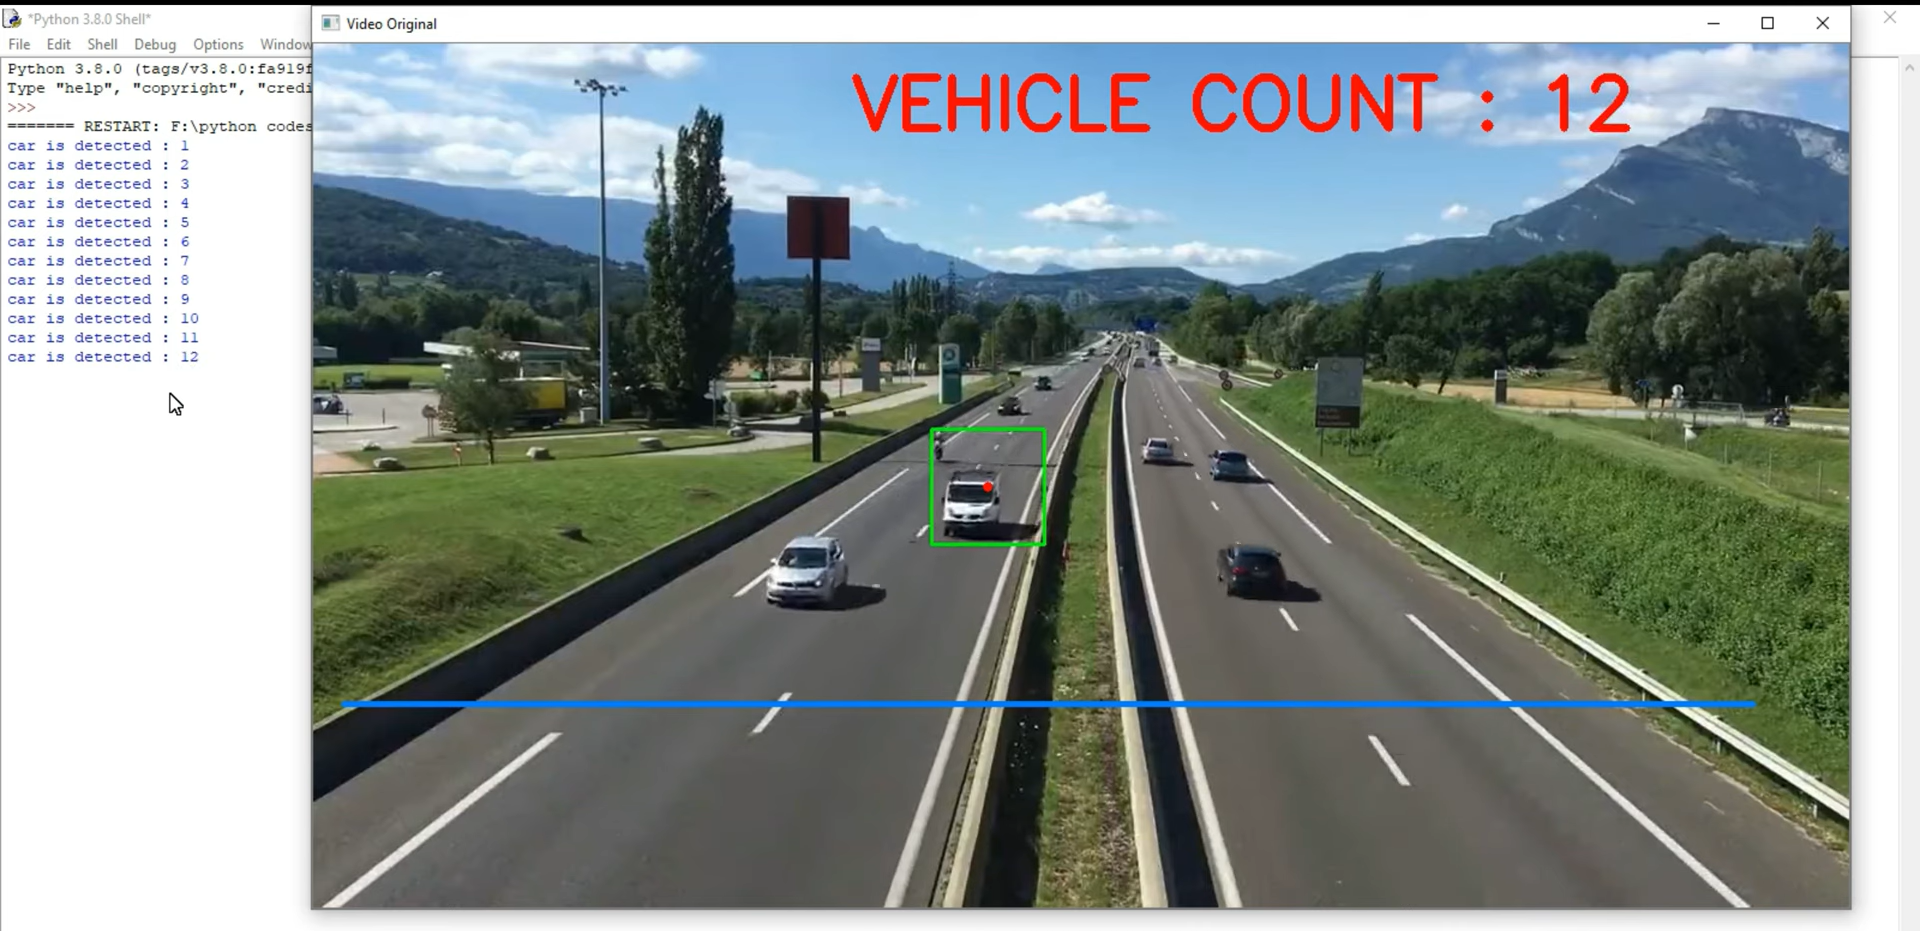 *Python 3.8.0 Shell*
File Edit Shell Debug Options Window
Python 3.8.0 (tags/v3.8.0:fa919f
Type "help", "copyright", "credi
>>>
======= RESTART: F:\python codes
car is detected : 1
car is detected : 2
car is detected : 3
car is detected : 4
car is detected : 5
car is detected : 6
car is detected : 7
car is detected : 8
car is detected : 9
car is detected : 10
car is detected : 11
car is detected : 12
Video Original
VEHICLE COUNT : 12